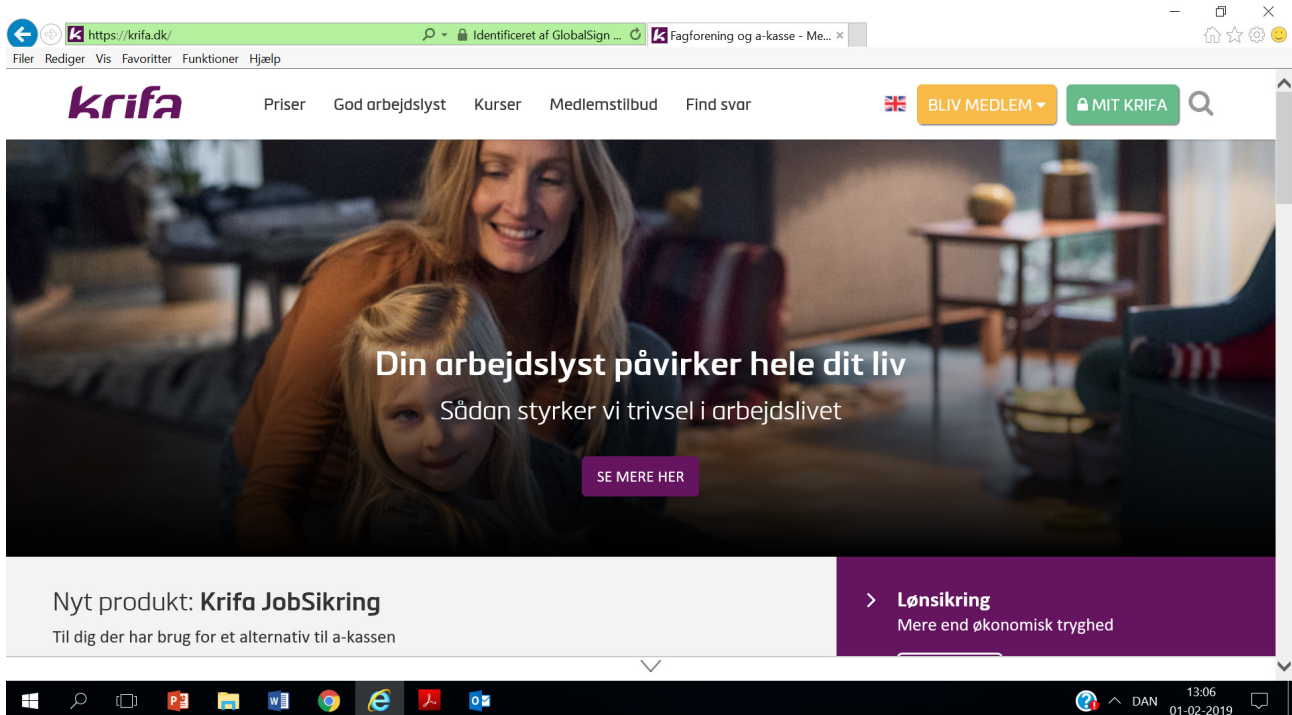 https://krifa.dk/
Identificeret af GlobalSign ...
Fagforening og a-kasse - Me...
Filer Rediger Vis Favoritter Funktioner Hjælp
krifa
Priser God arbejdslyst Kurser Medlemstilbud Find svar
BLIV MEDLEM
MIT KRIFA
Din arbejdslyst påvirker hele dit liv
Sådan styrker vi trivsel i arbejdslivet
SE MERE HER
Nyt produkt: Krifa JobSikring
Til dig der har brug for et alternativ til a-kassen
Lønsikring
Mere end økonomisk tryghed
DAN
13:06
01-02-2019